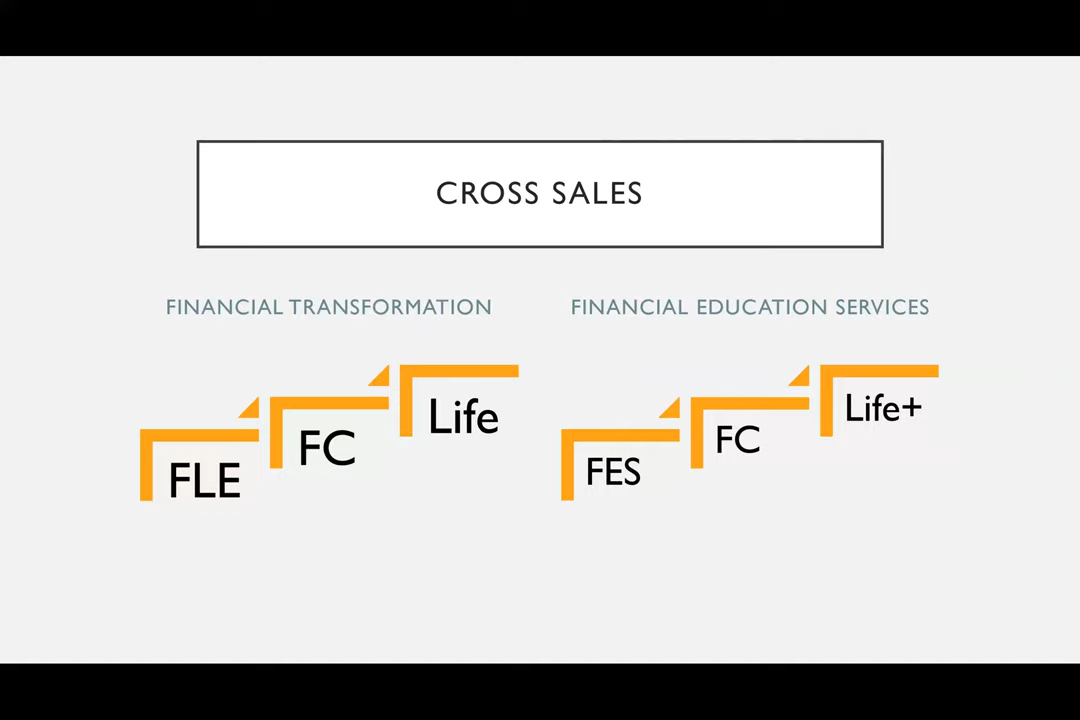 CROSS SALES
FINANCIAL TRANSFORMATION
FLE
FC
Life
FINANCIAL EDUCATION SERVICES
FES
FC
Life+